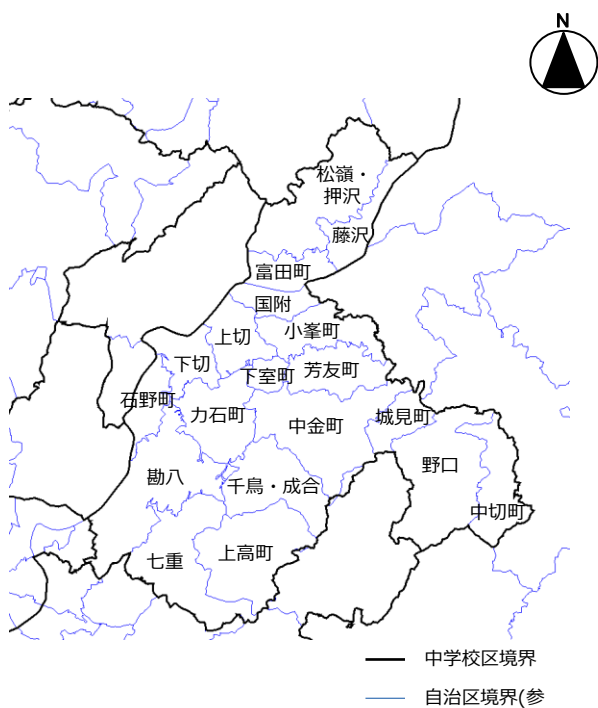 N
松嶺・
押沢
藤沢
富田町
国附
小峯町
上切
下切
下室町
芳友町
石野町
力石町
中金町
城見町
野口
勘八
千鳥・成合
中切町
七重
上高町
中学校区境界
自治区境界(参